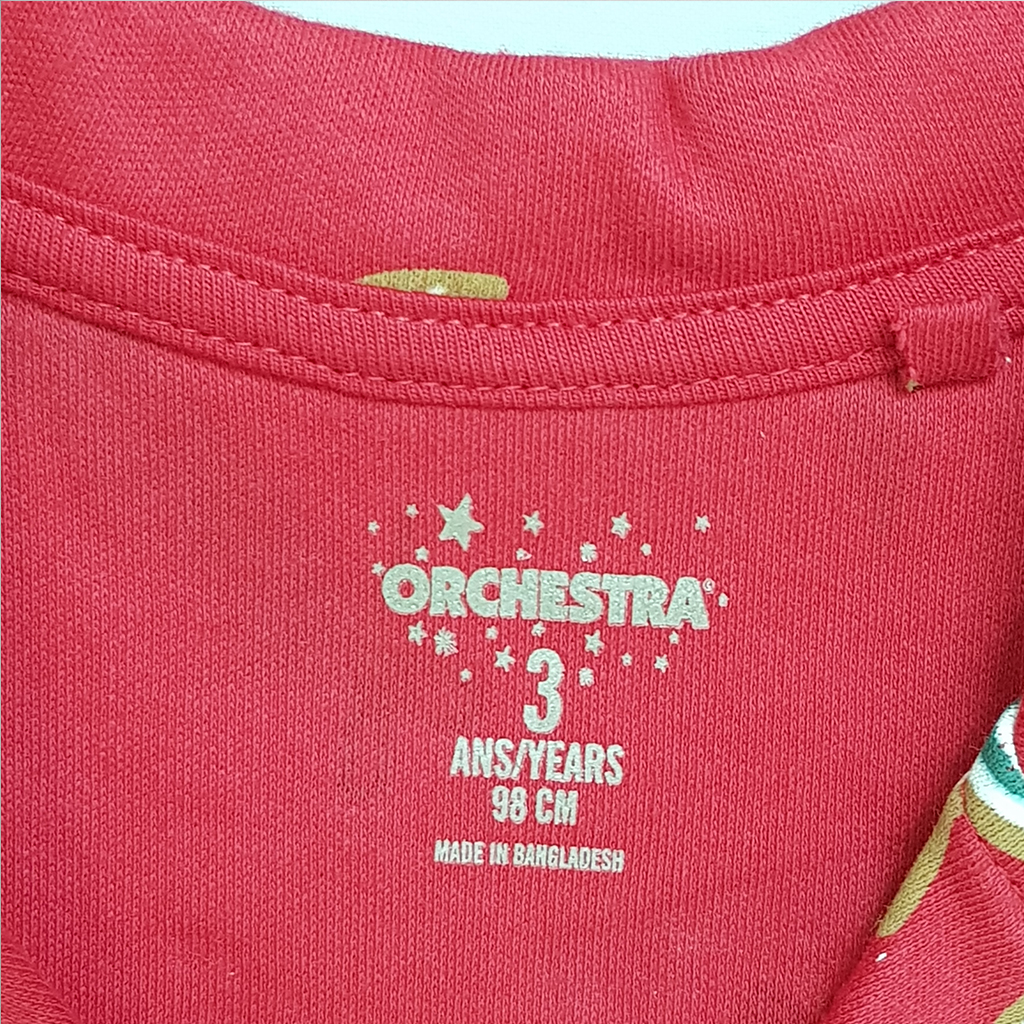 ORCHESTRA
3
ANS/YEARS
98 CM
MADE IN BANGLADESH